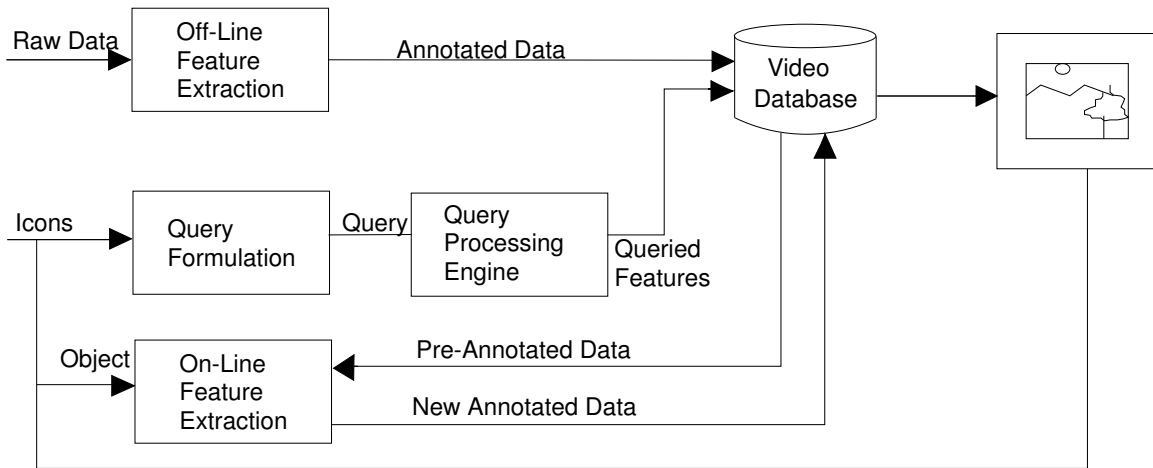 Raw Data
Off-Line
Feature
Extraction
Annotated Data
Video
Database
Icons
Query
Formulation
Query
Query
Processing
Engine
Queried
Features
Object
On-Line
Feature
Extraction
Pre-Annotated Data
New Annotated Data